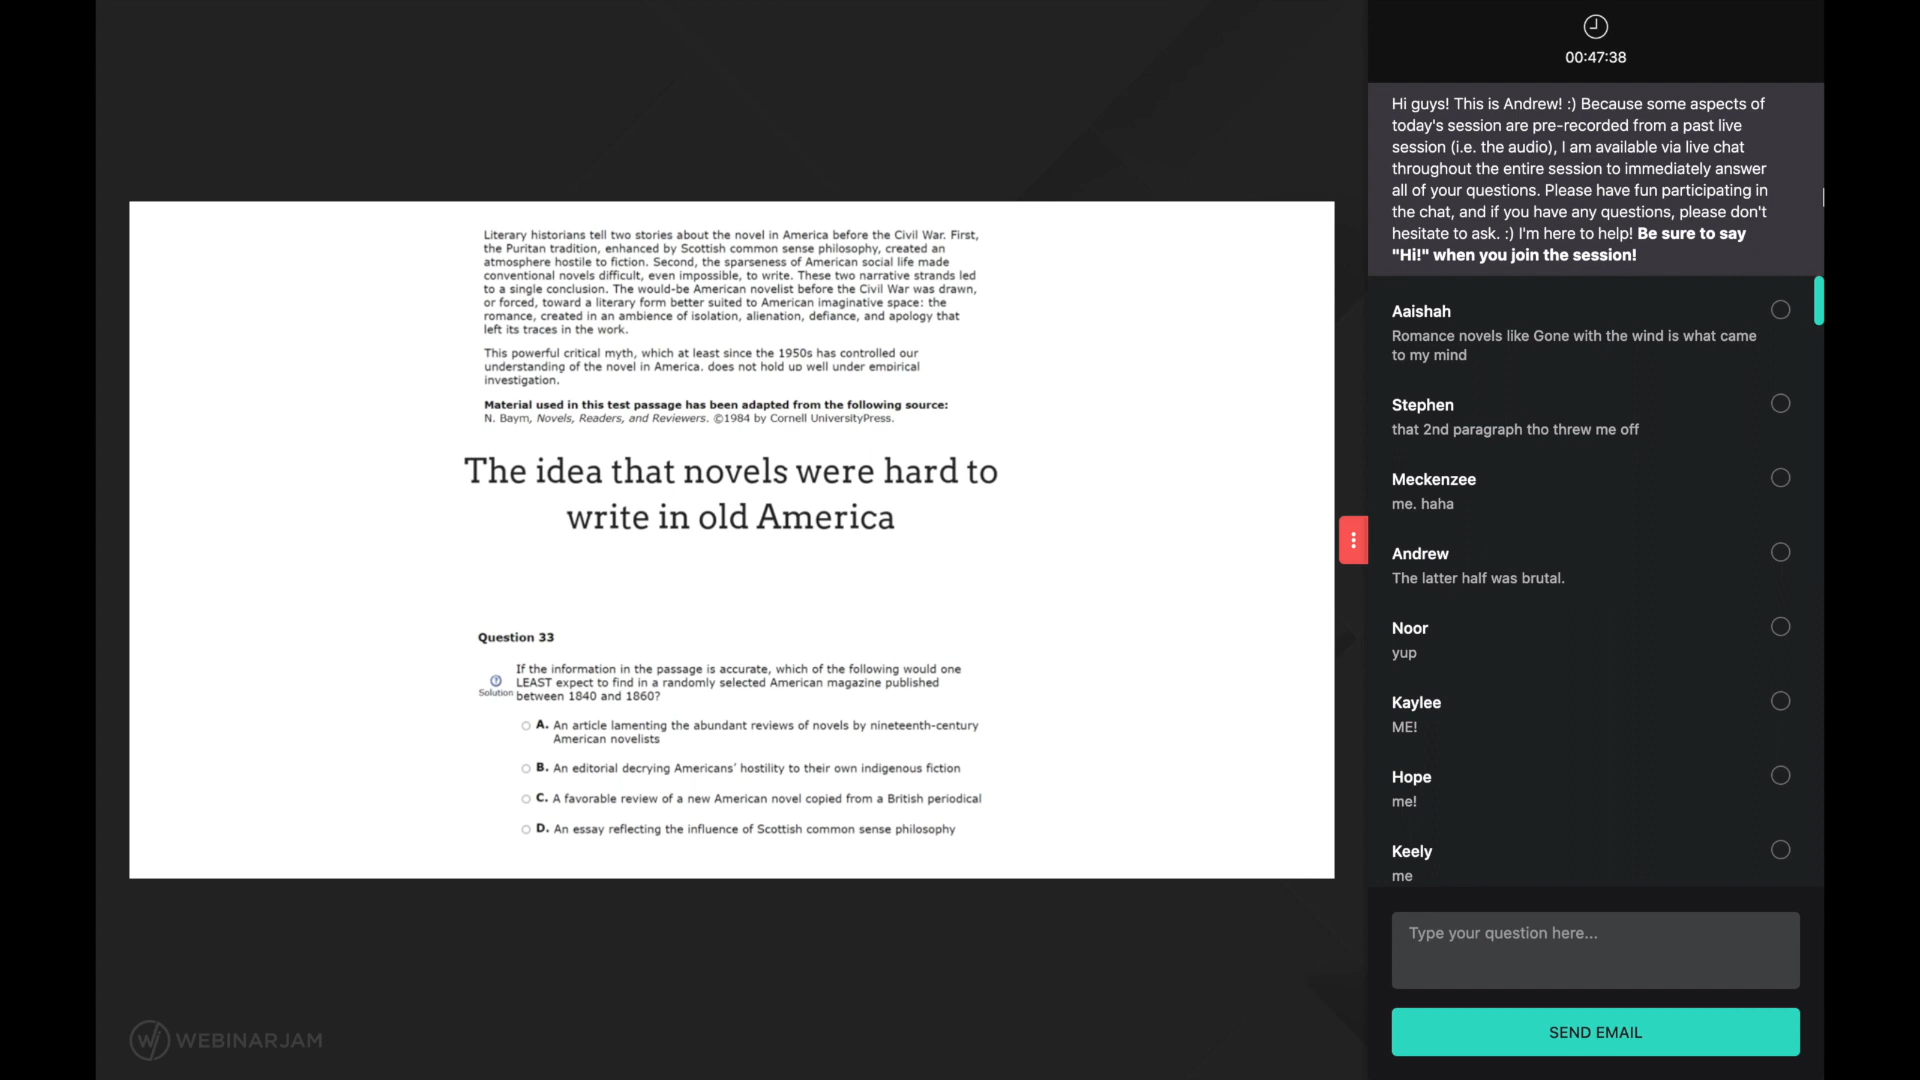 Literary historians tell two stories about the novel in America before the Civil War. First,
the Puritan tradition, enhanced by Scottish common sense philosophy, created an
atmosphere hostile to fiction. Second, the sparseness of American social life made
conventional novels difficult, even impossible, to write. These two narrative strands led
to a single conclusion. The would-be American novelist before the Civil War was drawn,
or forced, toward a literary form better suited to American imaginative space: the
romance, created in an ambience of isolation, alienation, defiance, and apology that
left its traces in the work.
This powerful critical myth, which at least since the 1950s has controlled our
understanding of the novel in America, does not hold up well under empirical
investigation.
Material used in this test passage has been adapted from the following source:
N. Baym, Novels, Readers, and Reviewers. ©1984 by Cornell UniversityPress.
The idea that novels were hard to
write in old America
Question 33
If the information in the passage is accurate, which of the following would one
LEAST expect to find in a randomly selected American magazine published
between 1840 and 1860?
Solution
A. An article lamenting the abundant reviews of novels by nineteenth-century
American novelists
B. An editorial decrying Americans' hostility to their own indigenous fiction
C. A favorable review of a new American novel copied from a British periodical
D. An essay reflecting the influence of Scottish common sense philosophy
WEBINARJAM
00:47:38
Hi guys! This is Andrew! :) Because some aspects of
today's session are pre-recorded from a past live
session (i.e. the audio), I am available via live chat
throughout the entire session to immediately answer
all of your questions. Please have fun participating in
the chat, and if you have any questions, please don't
hesitate to ask. :) I'm here to help! Be sure to say
"Hi!" when you join the session!
Aaishah
Romance novels like Gone with the wind is what came
to my mind
Stephen
that 2nd paragraph tho threw me off
Meckenzee
me. haha
Andrew
The latter half was brutal.
Noor
yup
Kaylee
ME!
Hope
me!
Keely
me
Type your question here...
SEND EMAIL